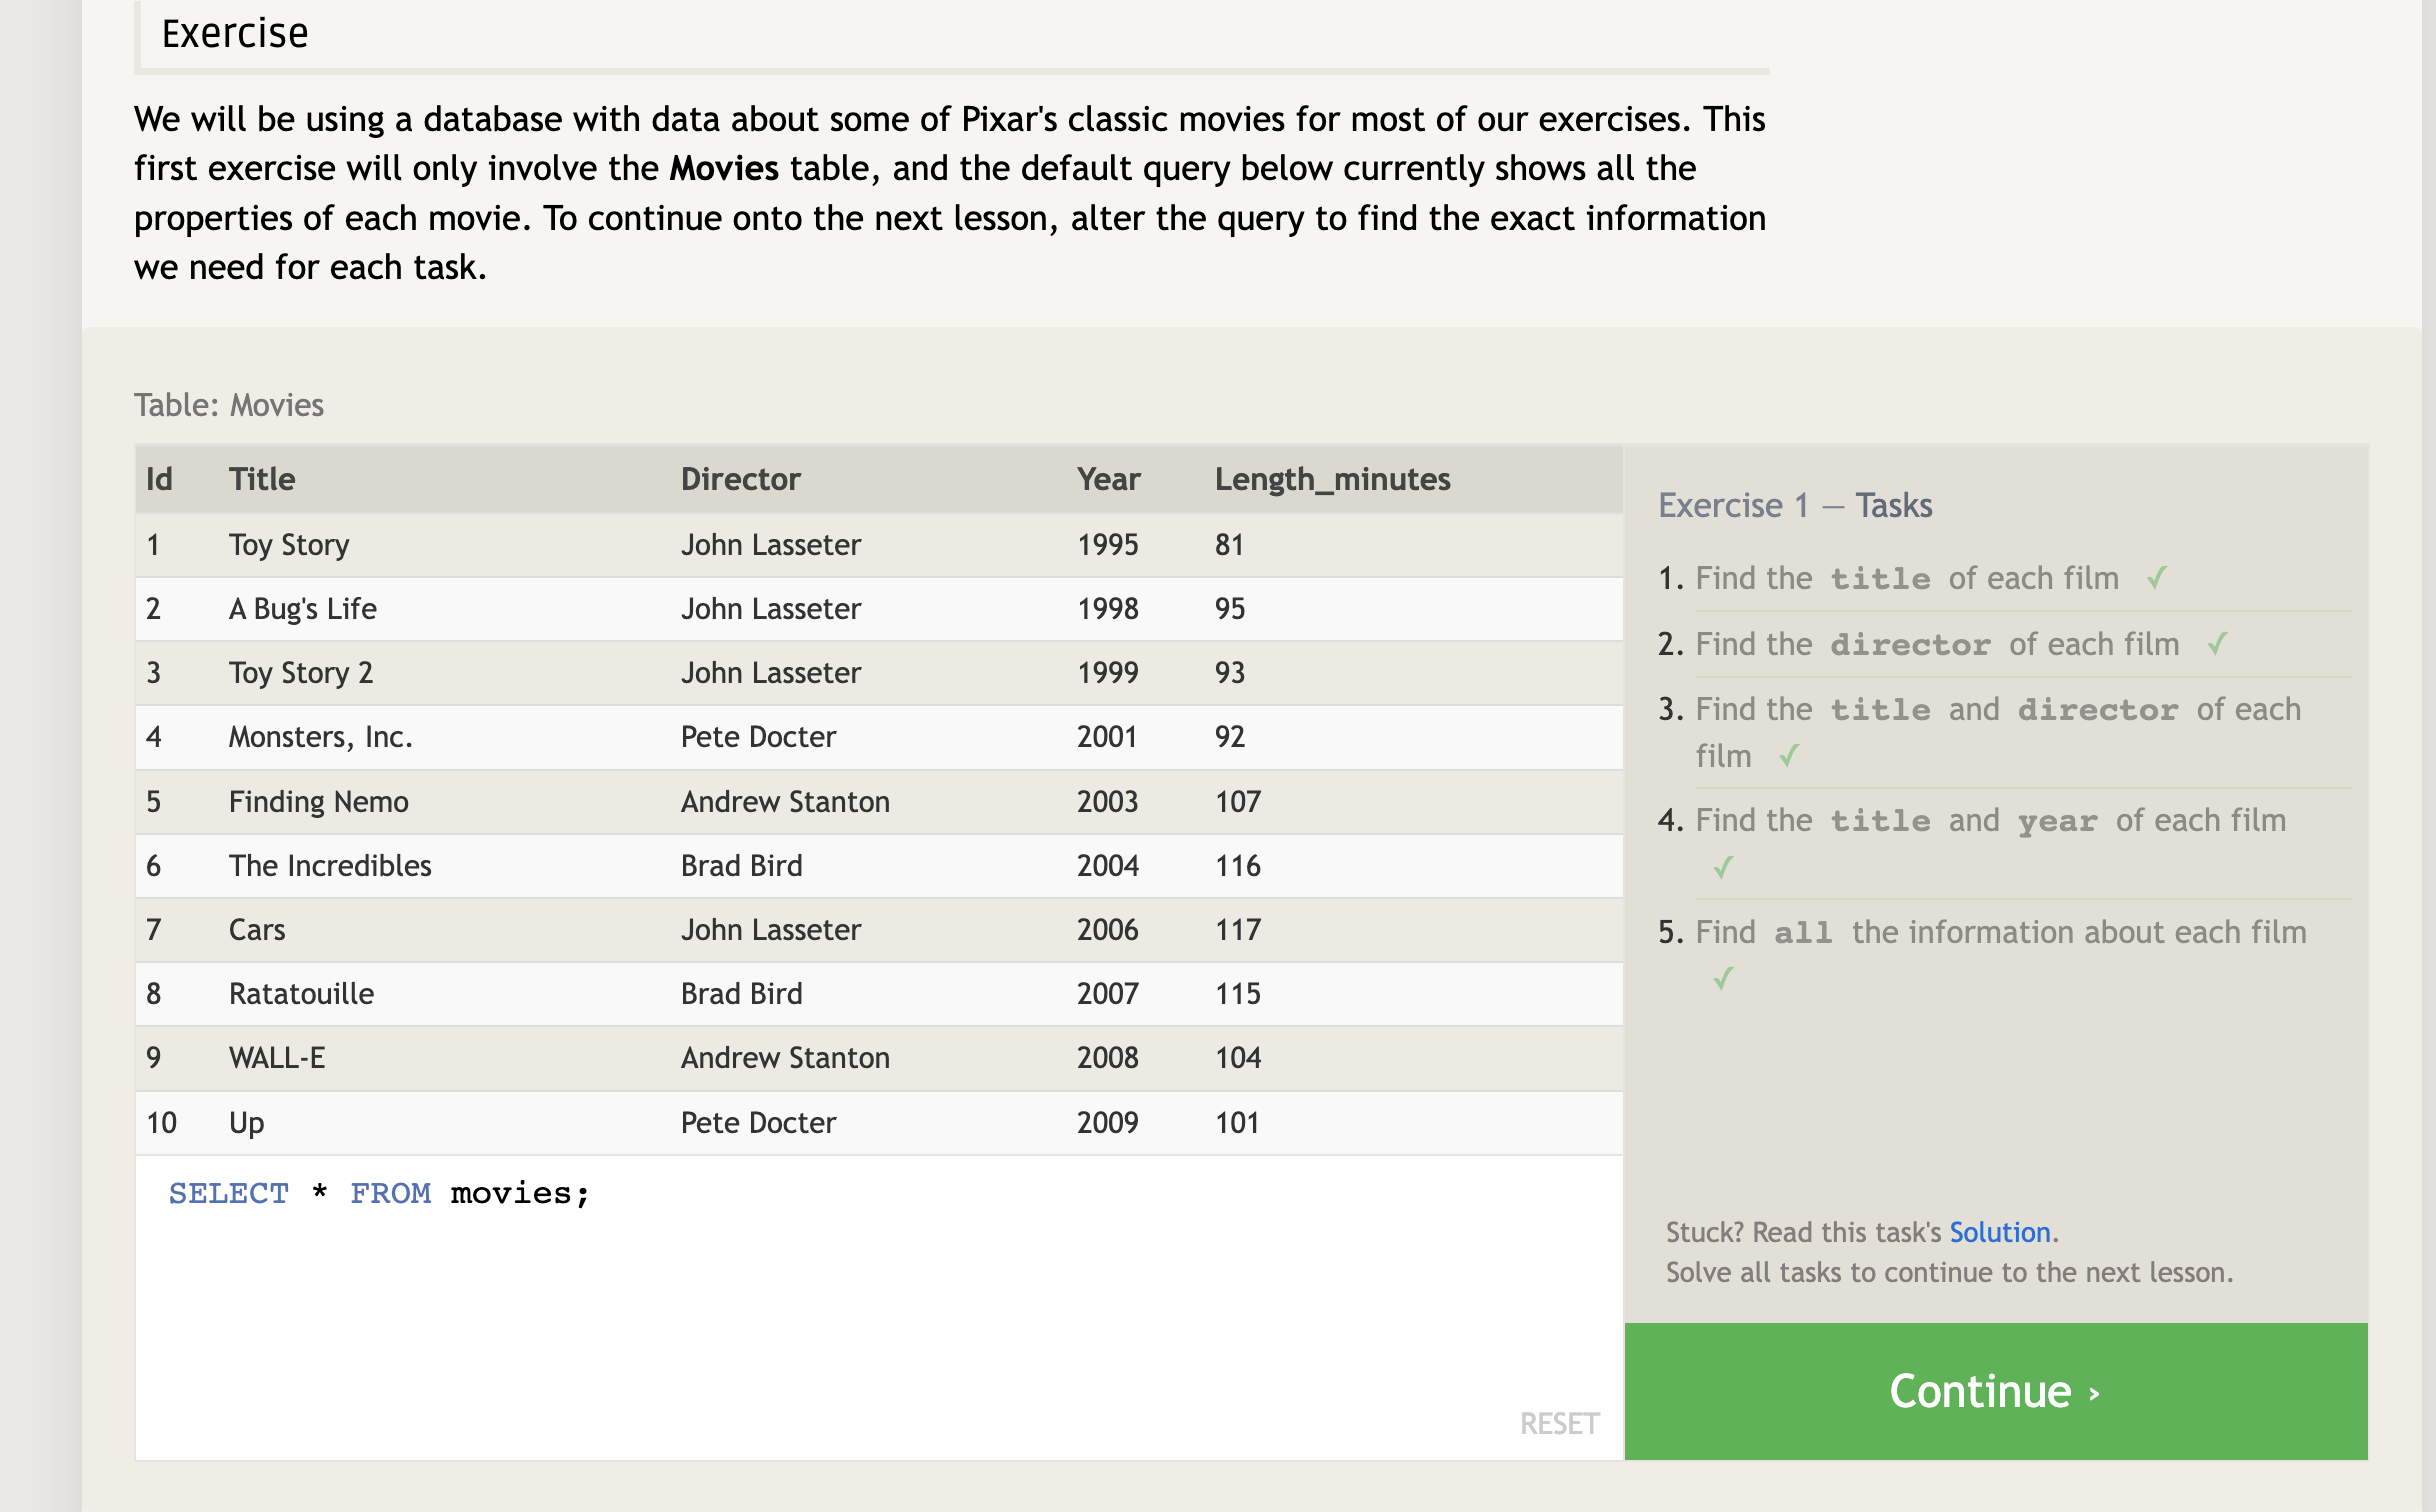 Exercise
We will be using a database with data about some of Pixar's classic movies for most of our exercises. This
first exercise will only involve the Movies table, and the default query below currently shows all the
properties of each movie. To continue onto the next lesson, alter the query to find the exact information
we need for each task.
Table: Movies
Id Title Director Year Length_minutes
1 Toy Story John Lasseter 1995 81
2 A Bug's Life John Lasseter 1998 95
3 Toy Story 2 John Lasseter 1999 93
4 Monsters, Inc. Pete Docter 2001 92
5 Finding Nemo Andrew Stanton 2003 107
6 The Incredibles Brad Bird 2004 116
7 Cars John Lasseter 2006 117
8 Ratatouille Brad Bird 2007 115
9 WALL-E Andrew Stanton 2008 104
10 Up Pete Docter 2009 101
SELECT * FROM movies;
RESET
Exercise 1 — Tasks
1. Find the title of each film ✓
2. Find the director of each film ✓
3. Find the title and director of each
film ✓
4. Find the title and year of each film
✓
5. Find all the information about each film
✓
Stuck? Read this task's Solution.
Solve all tasks to continue to the next lesson.
Continue ›